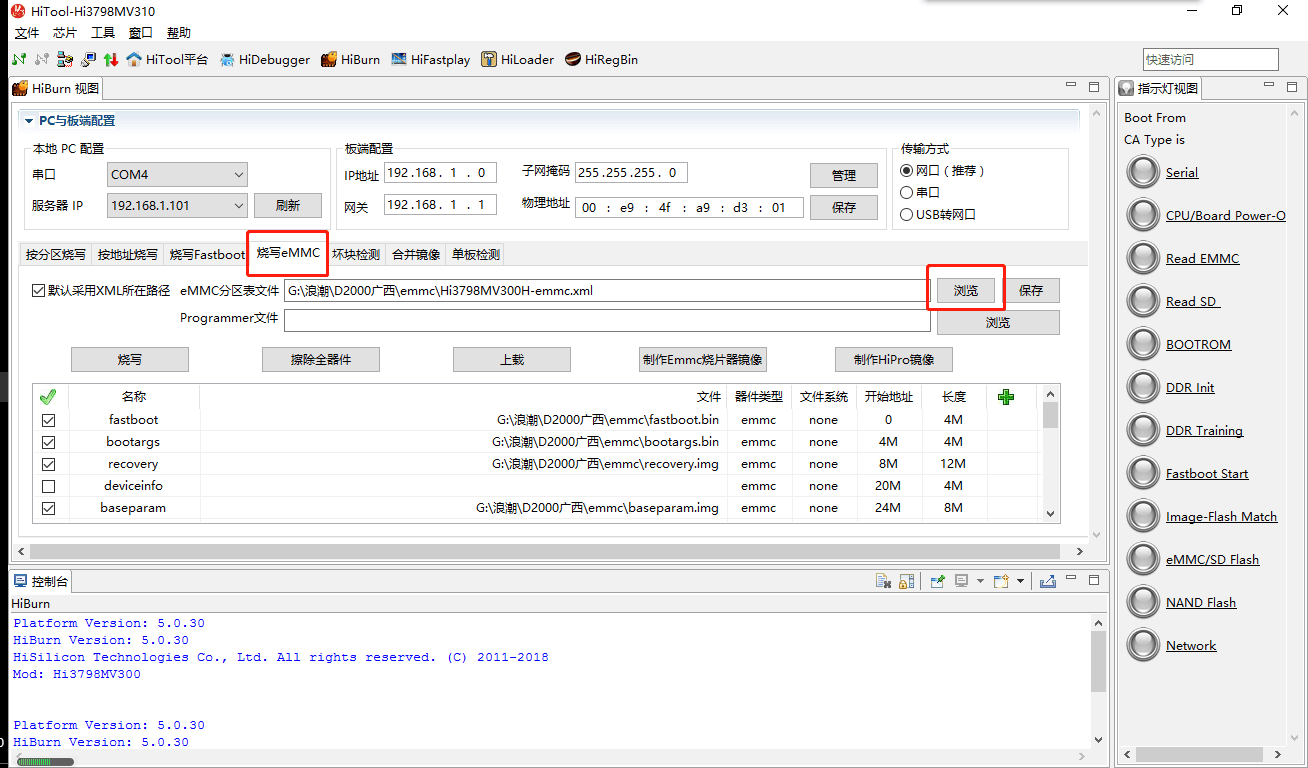 HiTool-Hi3798MV310
文件 芯片 工具 窗口 帮助
HiTool平台 HiDebugger HiBurn HiFastplay HiLoader HiRegBin 快速访问
HiBurn 视图
PC与板端配置
本地 PC 配置
串口 COM4
服务器 IP 192.168.1.101 刷新
板端配置
IP地址 192.168. 1 . 0 子网掩码 255.255.255. 0 管理
网关 192.168. 1 . 1 物理地址 00 : e9 : 4f : a9 : d3 : 01 保存
传输方式
网口（推荐）
串口
USB转网口
按分区烧写 按地址烧写 烧写Fastboot 烧写eMMC 坏块检测 合并镜像 单板检测
默认采用XML所在路径 eMMC分区表文件 G:\浪潮\D2000广西\emmc\Hi3798MV300H-emmc.xml 浏览 保存
Programmer文件 浏览
烧写 擦除全器件 上载 制作Emmc烧片器镜像 制作HiPro镜像
名称 文件 器件类型 文件系统 开始地址 长度
fastboot G:\浪潮\D2000广西\emmc\fastboot.bin emmc none 0 4M
bootargs G:\浪潮\D2000广西\emmc\bootargs.bin emmc none 4M 4M
recovery G:\浪潮\D2000广西\emmc\recovery.img emmc none 8M 12M
deviceinfo emmc none 20M 4M
baseparam G:\浪潮\D2000广西\emmc\baseparam.img emmc none 24M 8M
控制台
HiBurn
Platform Version: 5.0.30
HiBurn Version: 5.0.30
HiSilicon Technologies Co., Ltd. All rights reserved. (C) 2011-2018
Mod: Hi3798MV300
Platform Version: 5.0.30
HiBurn Version: 5.0.30
指示灯视图
Boot From
CA Type is
Serial
CPU/Board Power-O
Read EMMC
Read SD
BOOTROM
DDR Init
DDR Training
Fastboot Start
Image-Flash Match
eMMC/SD Flash
NAND Flash
Network